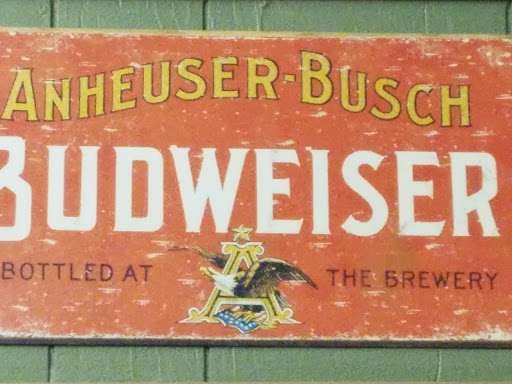 ANHEUSER-BUSCH
BUDWEISER
BOTTLED AT THE BREWERY